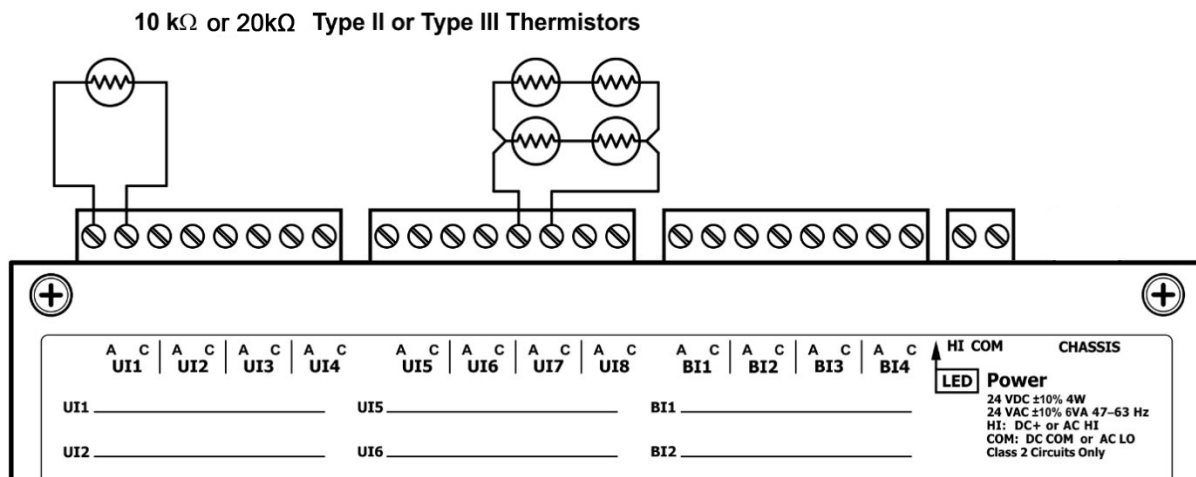 10 kΩ or 20kΩ Type II or Type III Thermistors
A C A C A C A C A C A C A C A C A C A C A C A C HI COM CHASSIS
UI1 UI2 UI3 UI4 UI5 UI6 UI7 UI8 BI1 BI2 BI3 BI4
LED Power
24 VDC ±10% 4W
24 VAC ±10% 6VA 47–63 Hz
HI: DC+ or AC HI
COM: DC COM or AC LO
Class 2 Circuits Only
UI1 UI5 BI1
UI2 UI6 BI2